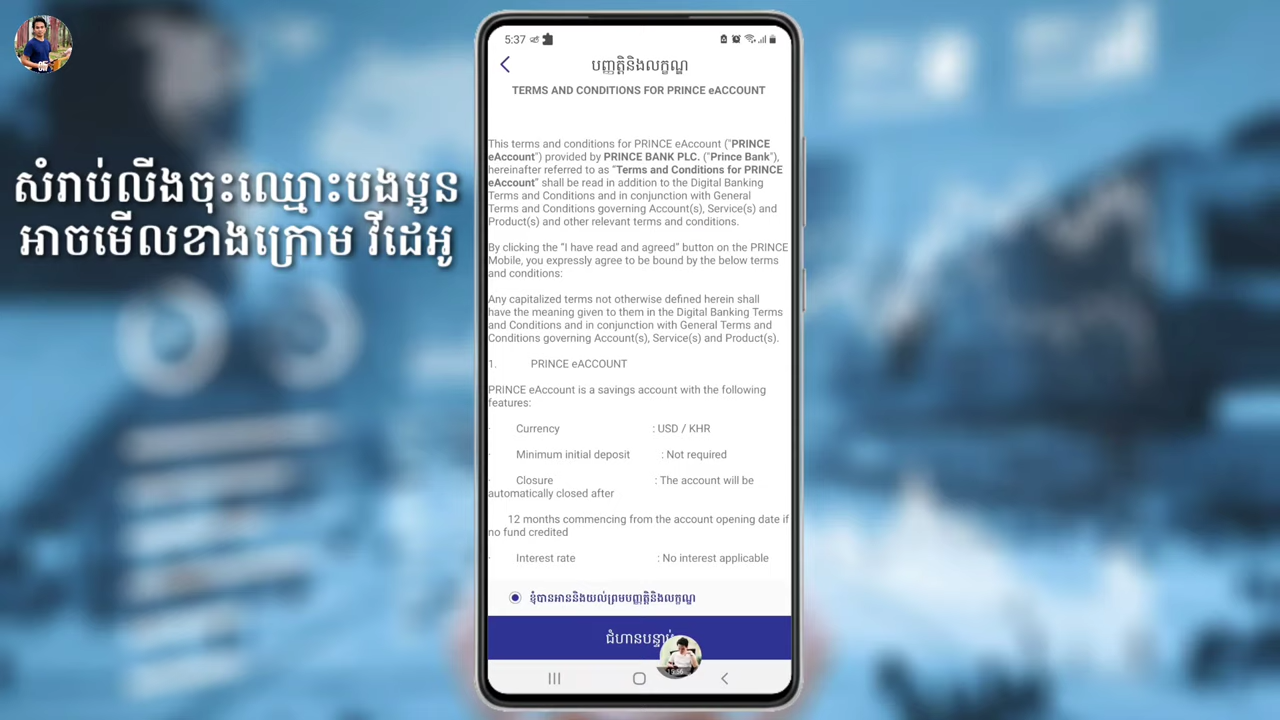 សំរាប់លីងចុះឈ្មោះបងប្អូន
អាចមើលខាងក្រោម វីដេអូ
5:37
បញ្ញត្តិនិងលក្ខណ្ឌ
TERMS AND CONDITIONS FOR PRINCE eACCOUNT
This terms and conditions for PRINCE eAccount ("PRINCE
eAccount") provided by PRINCE BANK PLC. ("Prince Bank"),
hereinafter referred to as "Terms and Conditions for PRINCE
eAccount" shall be read in addition to the Digital Banking
Terms and Conditions and in conjunction with General
Terms and Conditions governing Account(s), Service(s) and
Product(s) and other relevant terms and conditions.
By clicking the “I have read and agreed” button on the PRINCE
Mobile, you expressly agree to be bound by the below terms
and conditions:
Any capitalized terms not otherwise defined herein shall
have the meaning given to them in the Digital Banking Terms
and Conditions and in conjunction with General Terms and
Conditions governing Account(s), Service(s) and Product(s).
1. PRINCE eACCOUNT
PRINCE eAccount is a savings account with the following
features:
· Currency : USD / KHR
· Minimum initial deposit : Not required
· Closure : The account will be
automatically closed after
12 months commencing from the account opening date if
no fund credited
· Interest rate : No interest applicable
ខ្ញុំបានអាននិងយល់ព្រមបញ្ញត្តិនិងលក្ខណ្ឌ
ជំហានបន្ទាប់